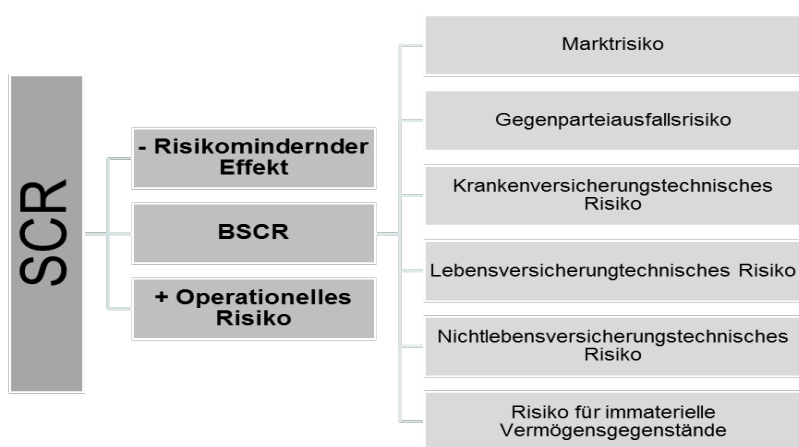 SCR
- Risikomindernder
Effekt
BSCR
+ Operationelles
Risiko
Marktrisiko
Gegenparteiausfallsrisiko
Krankenversicherungstechnisches
Risiko
Lebensversicherungtechnisches Risiko
Nichtlebensversicherungstechnisches
Risiko
Risiko für immaterielle
Vermögensgegenstände